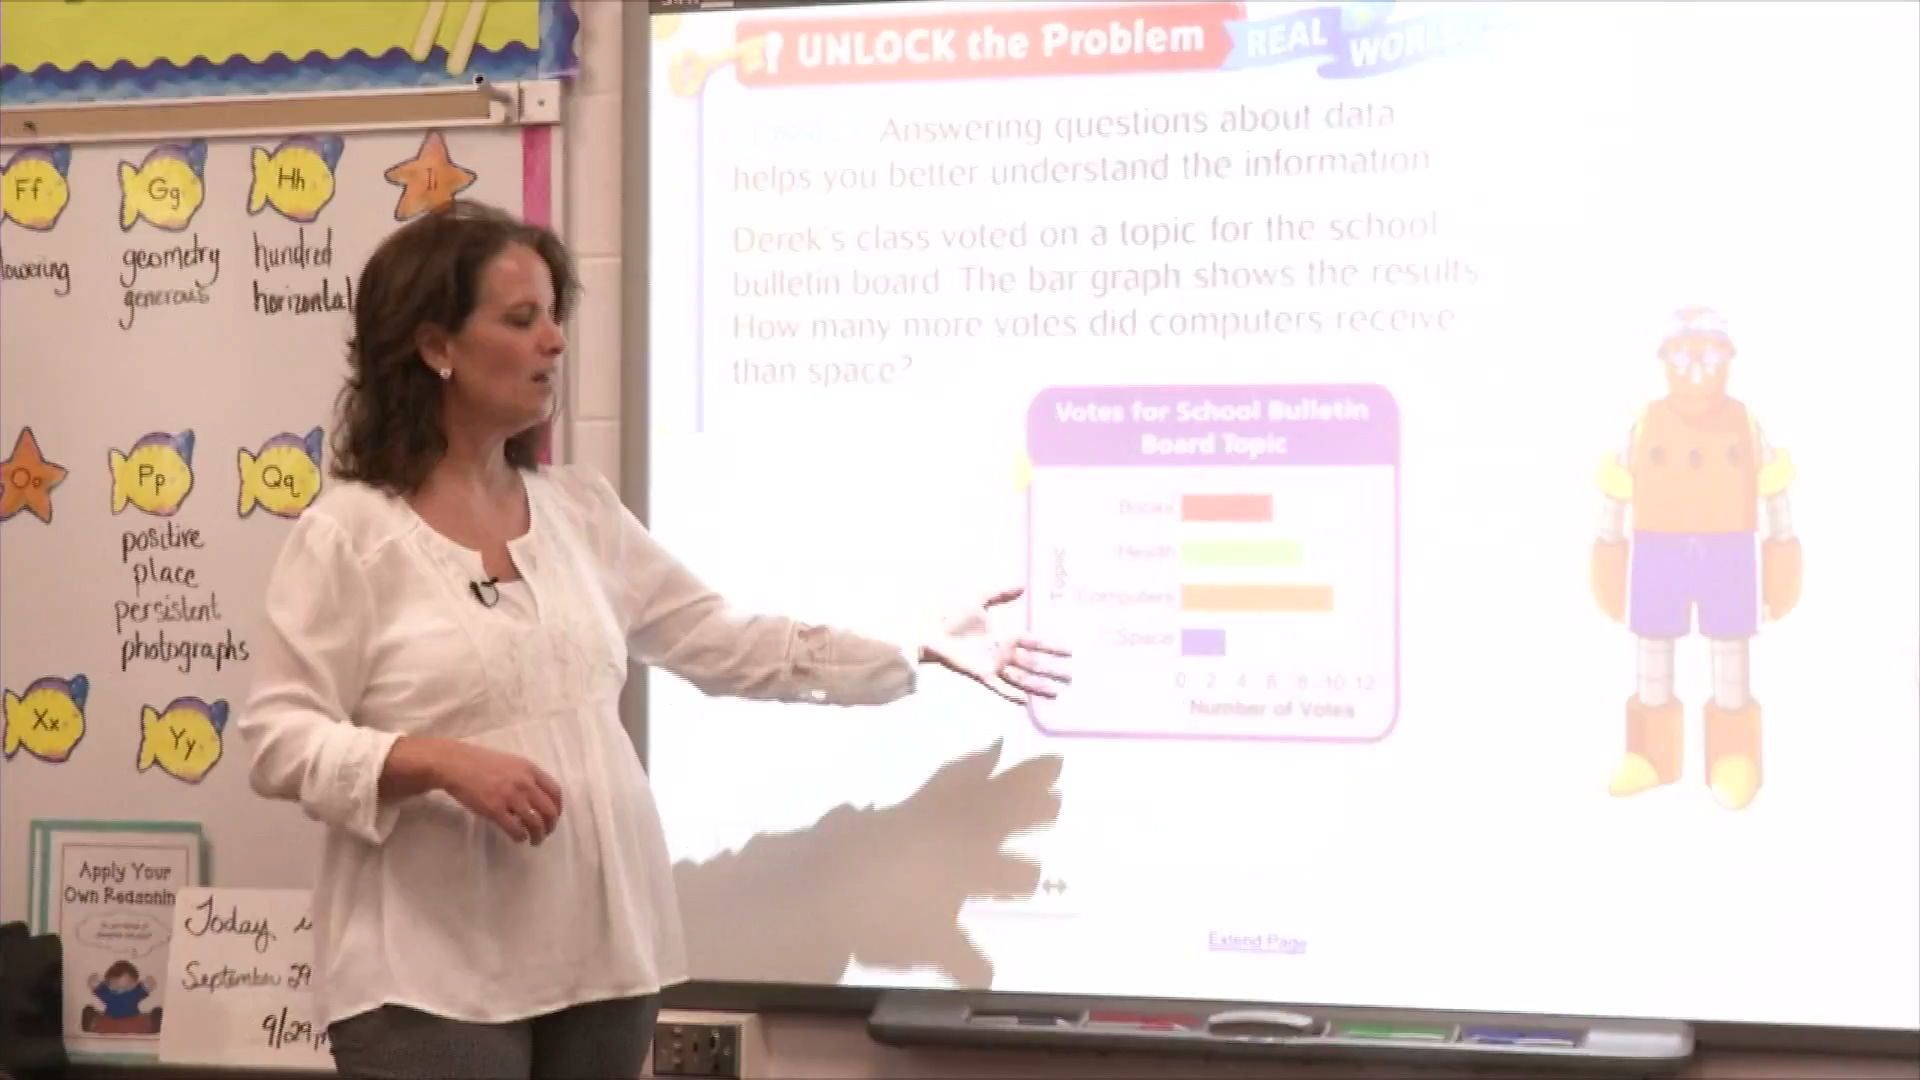 UNLOCK the Problem
REAL WORLD
Answering questions about data
helps you better understand the information
Derek's class voted on a topic for the school
bulletin board. The bar graph shows the results.
How many more votes did computers receive
than space?
Votes for School Bulletin
Board Topic
Topic
Books
Health
Computers
Space
0 2 4 6 8 10 12
Number of Votes
Extend Page
Ff
Gg
Hh
Ii
lowering
geometry
generous
hundred
horizontal
Oo
Pp
Qq
positive
place
persistent
photographs
Xx
Yy
Apply Your
Own Reasonin
Today
September 29
9/29